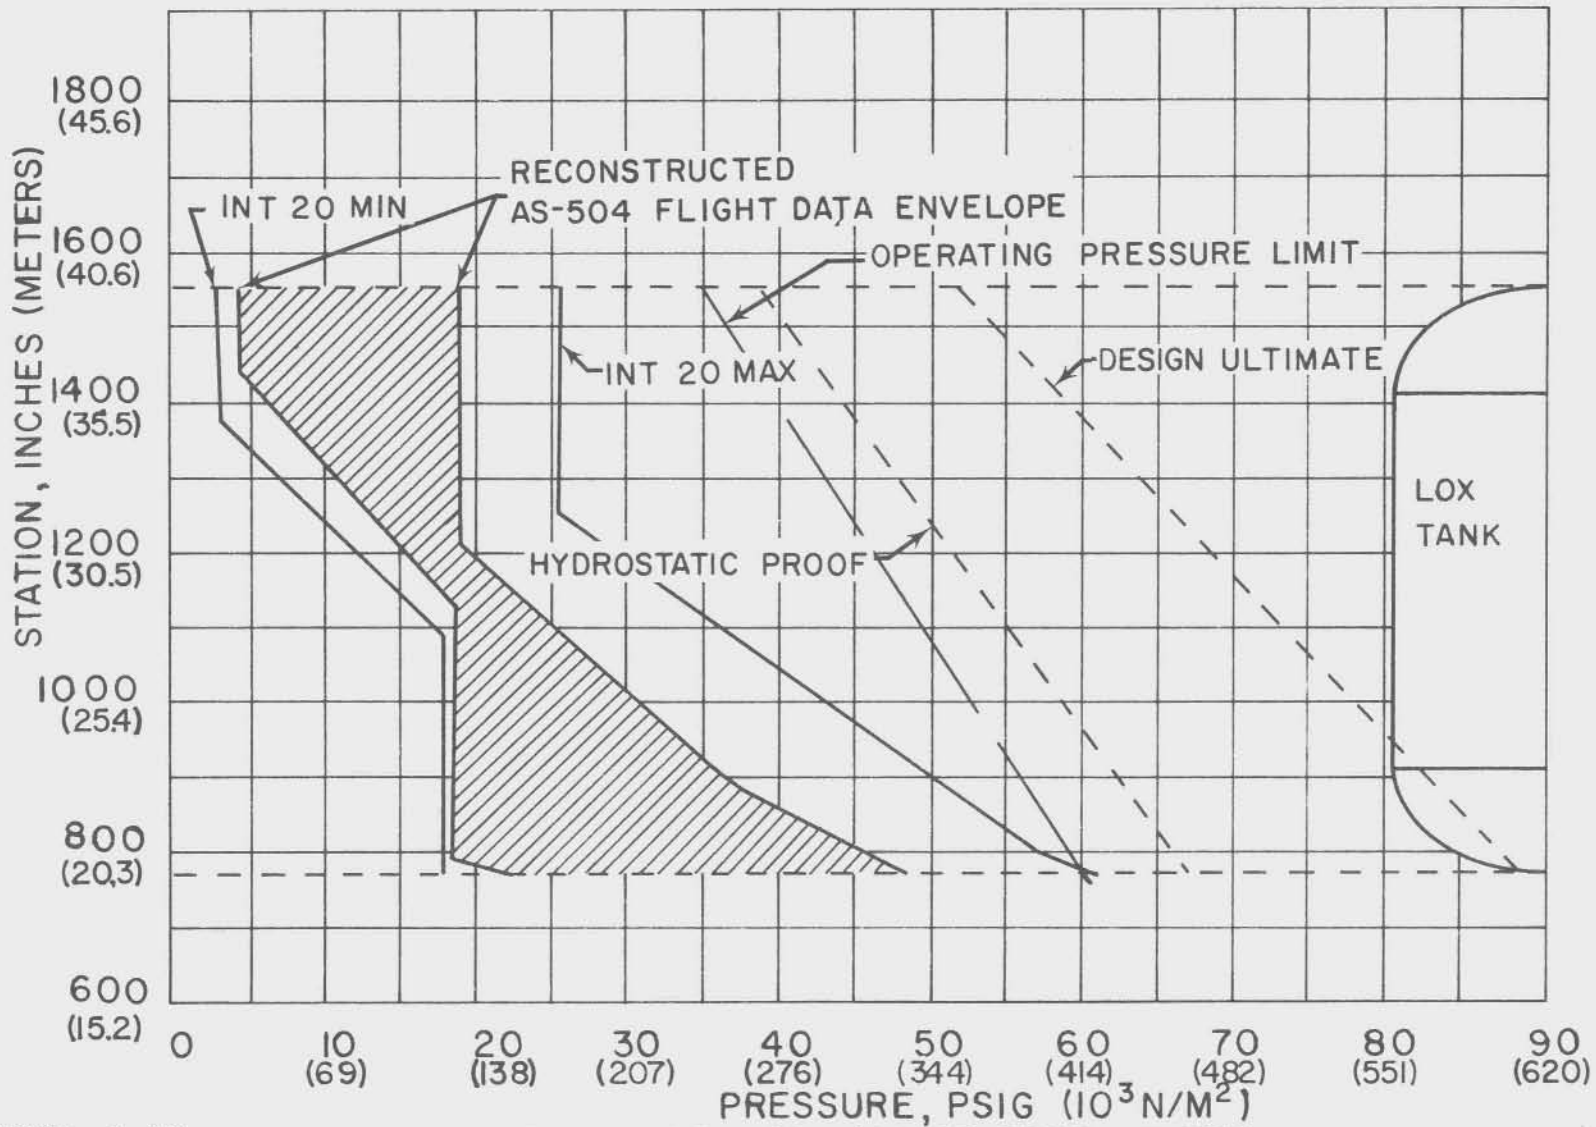 1800
(45.6)
1600
(40.6)
1400
(35.5)
1200
(30.5)
1000
(254)
800
(20.3)
600
(15.2)
STATION, INCHES (METERS)
INT 20 MIN
RECONSTRUCTED
AS-504 FLIGHT DATA ENVELOPE
OPERATING PRESSURE LIMIT
INT 20 MAX
DESIGN ULTIMATE
HYDROSTATIC PROOF
LOX
TANK
0 10 20 30 40 50 60 70 80 90
(69) (138) (207) (276) (344) (414) (482) (551) (620)
PRESSURE, PSIG (10³ N/M²)